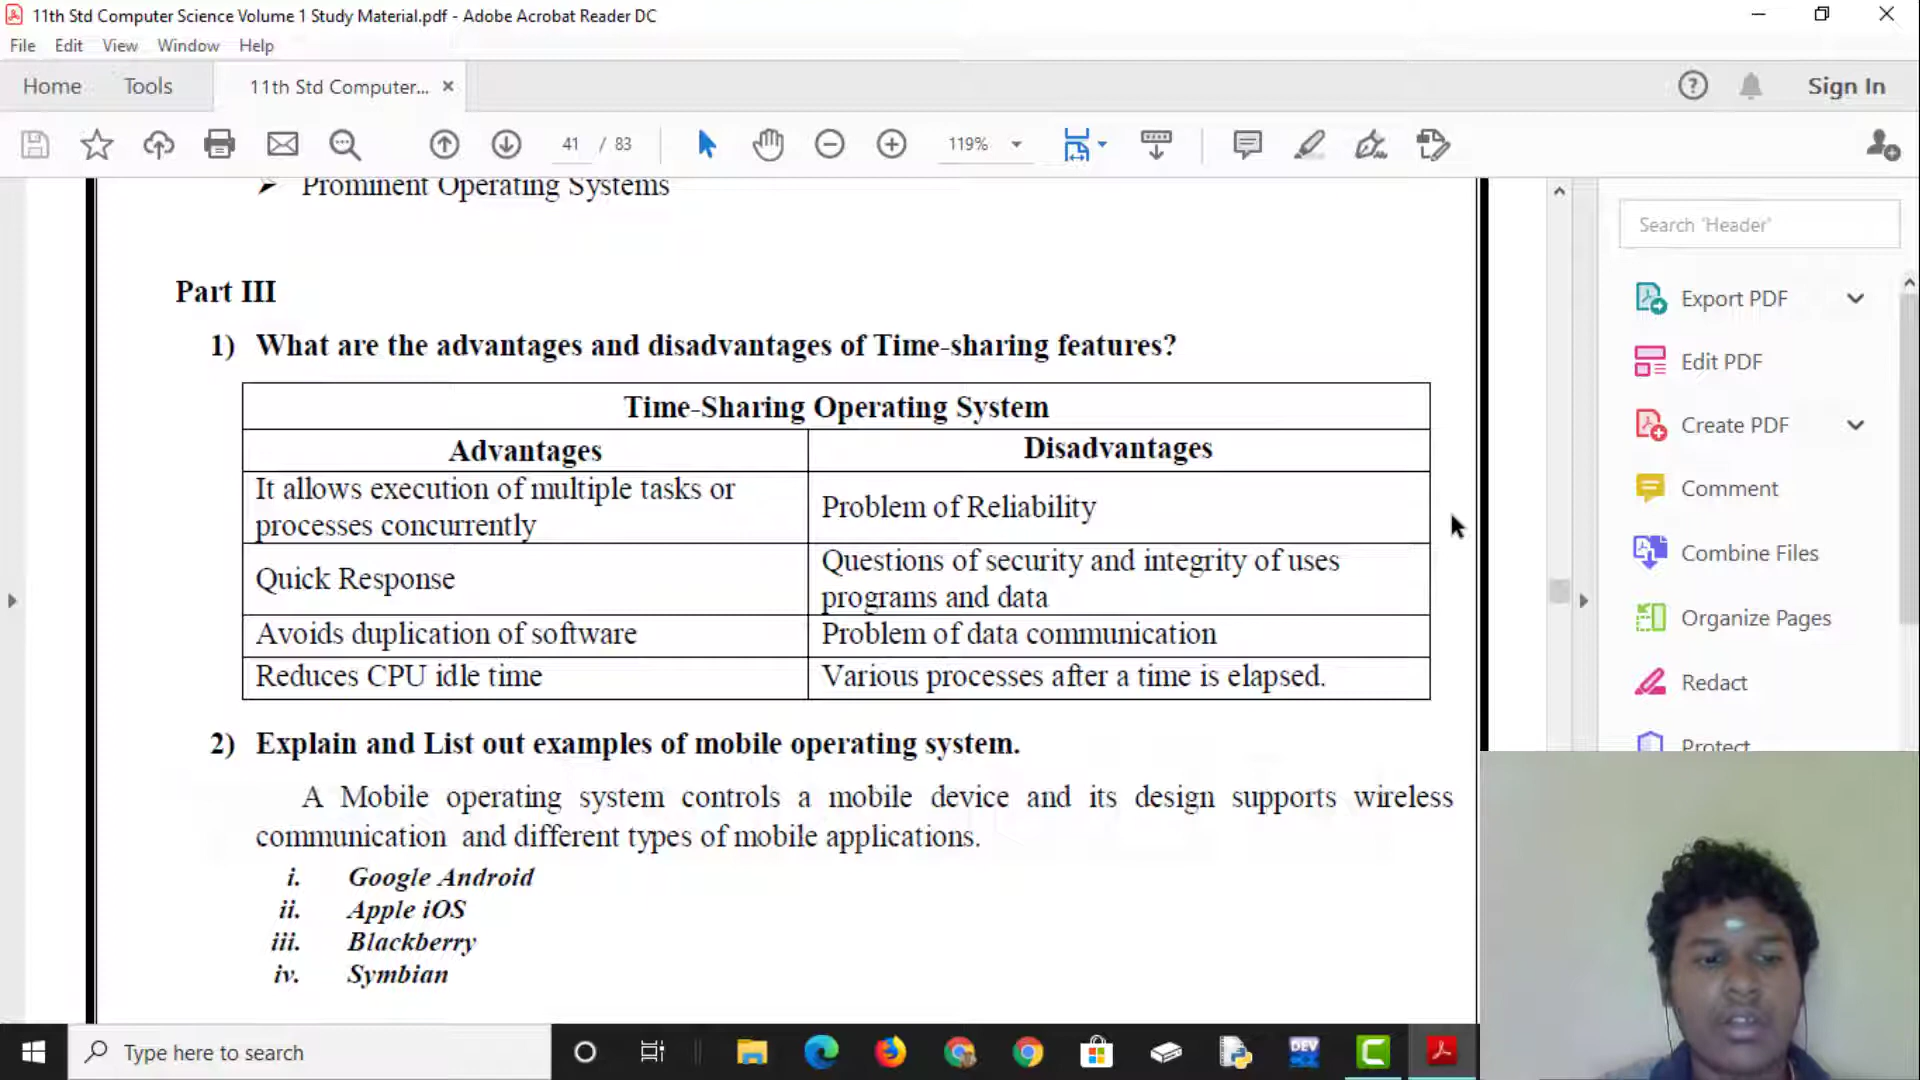 11th Std Computer Science Volume 1 Study Material.pdf - Adobe Acrobat Reader DC
File Edit View Window Help
Home Tools 11th Std Computer... × Sign In
41 / 83 119%
Prominent Operating Systems
Search 'Header'
Part III
Export PDF
1) What are the advantages and disadvantages of Time-sharing features?
Edit PDF
Time-Sharing Operating System
Create PDF
Advantages Disadvantages
It allows execution of multiple tasks or
processes concurrently
Problem of Reliability
Comment
Combine Files
Quick Response
Questions of security and integrity of uses
programs and data
Organize Pages
Avoids duplication of software Problem of data communication
Reduces CPU idle time Various processes after a time is elapsed.
Redact
2) Explain and List out examples of mobile operating system.
Protect
A Mobile operating system controls a mobile device and its design supports wireless
communication and different types of mobile applications.
i. Google Android
ii. Apple iOS
iii. Blackberry
iv. Symbian
Type here to search
DEV